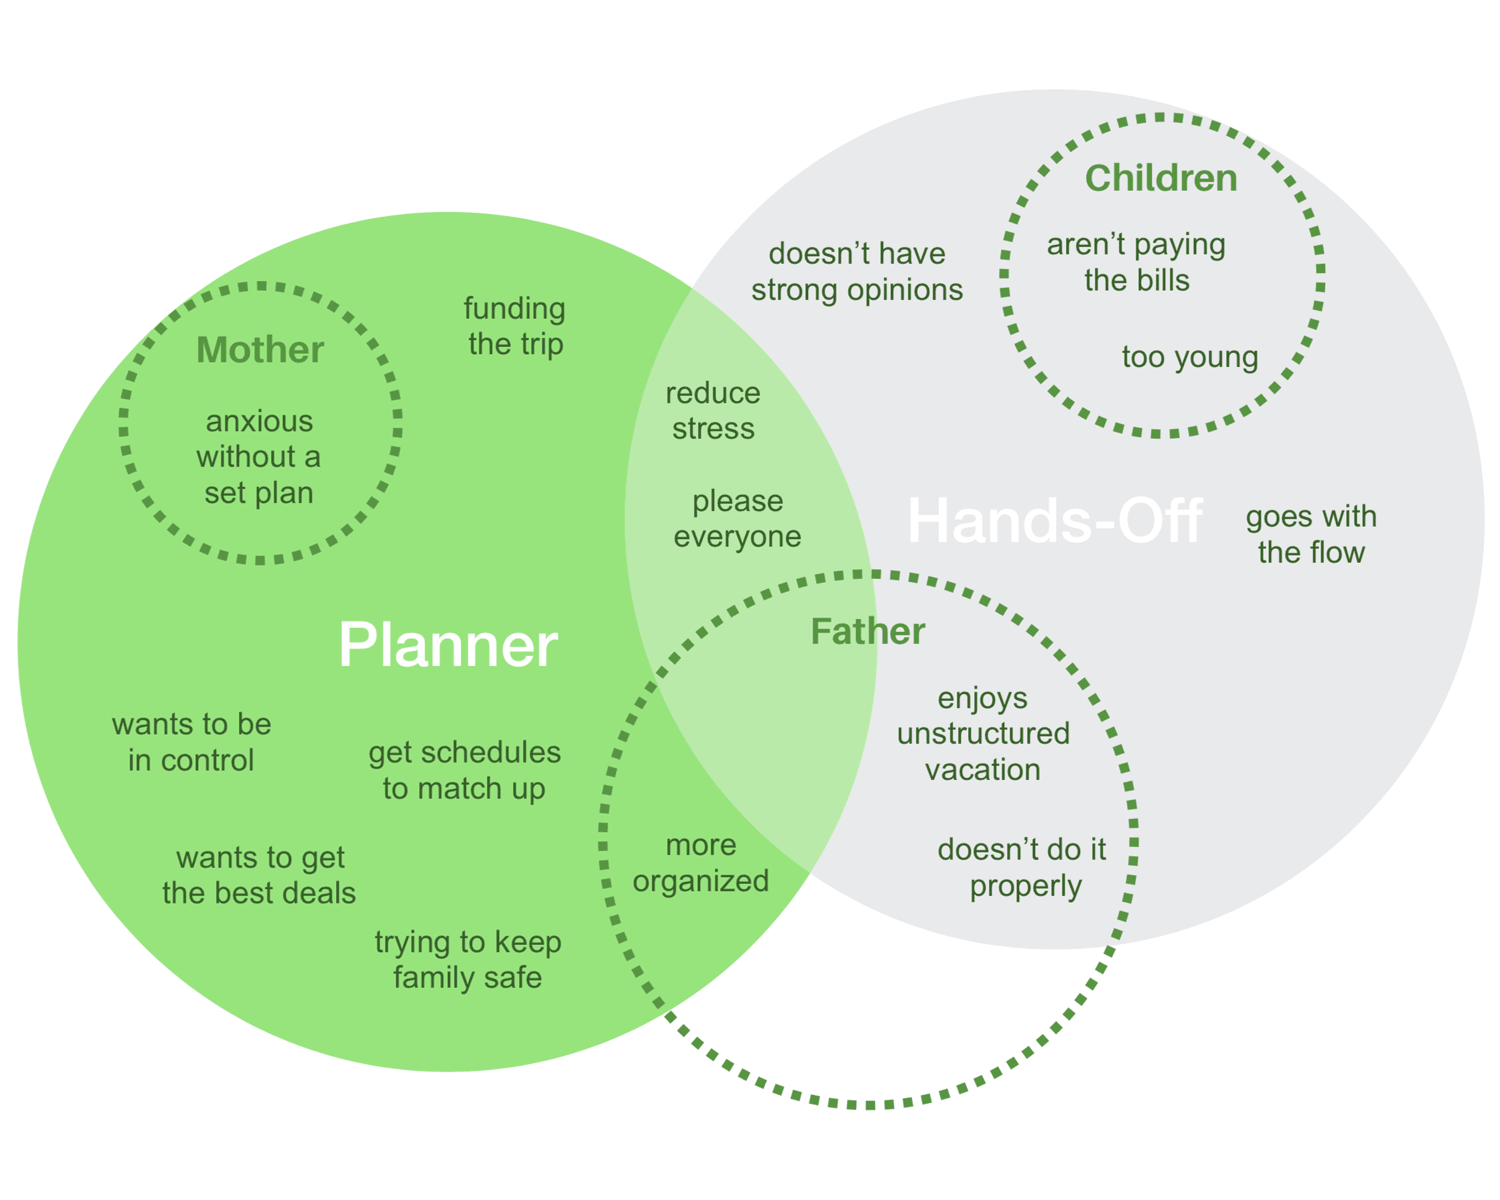 Children
aren’t paying
the bills
too young
doesn’t have
strong opinions
funding
the trip
Mother
anxious
without a
set plan
reduce
stress
please
everyone
Hands-Off
goes with
the flow
Planner
Father
enjoys
unstructured
vacation
wants to be
in control
get schedules
to match up
more
organized
doesn’t do it
properly
wants to get
the best deals
trying to keep
family safe